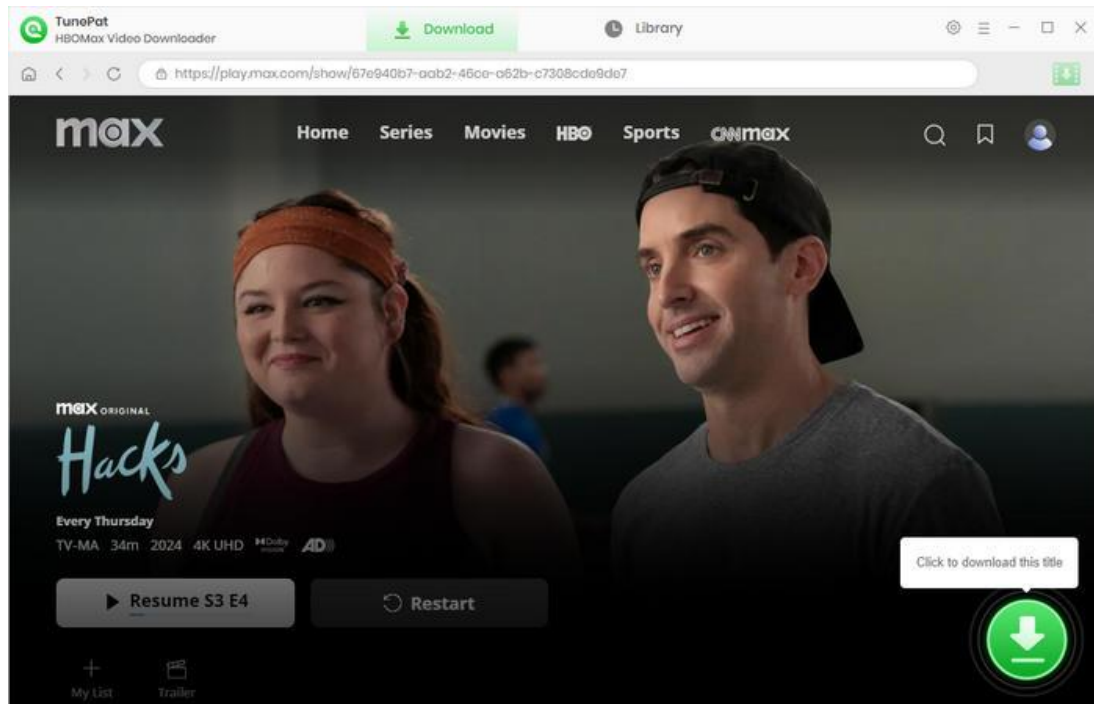 TunePat
HBOMax Video Downloader
Download
Library
https://play.max.com/show/67e940b7-aab2-46ce-a62b-c7308cde9de7
max
Home Series Movies HBO Sports CNNmax
max ORIGINAL
Hacks
Every Thursday
TV-MA 34m 2024 4K UHD Dolby AD
Click to download this title
Resume S3 E4
Restart
My List
Trailer